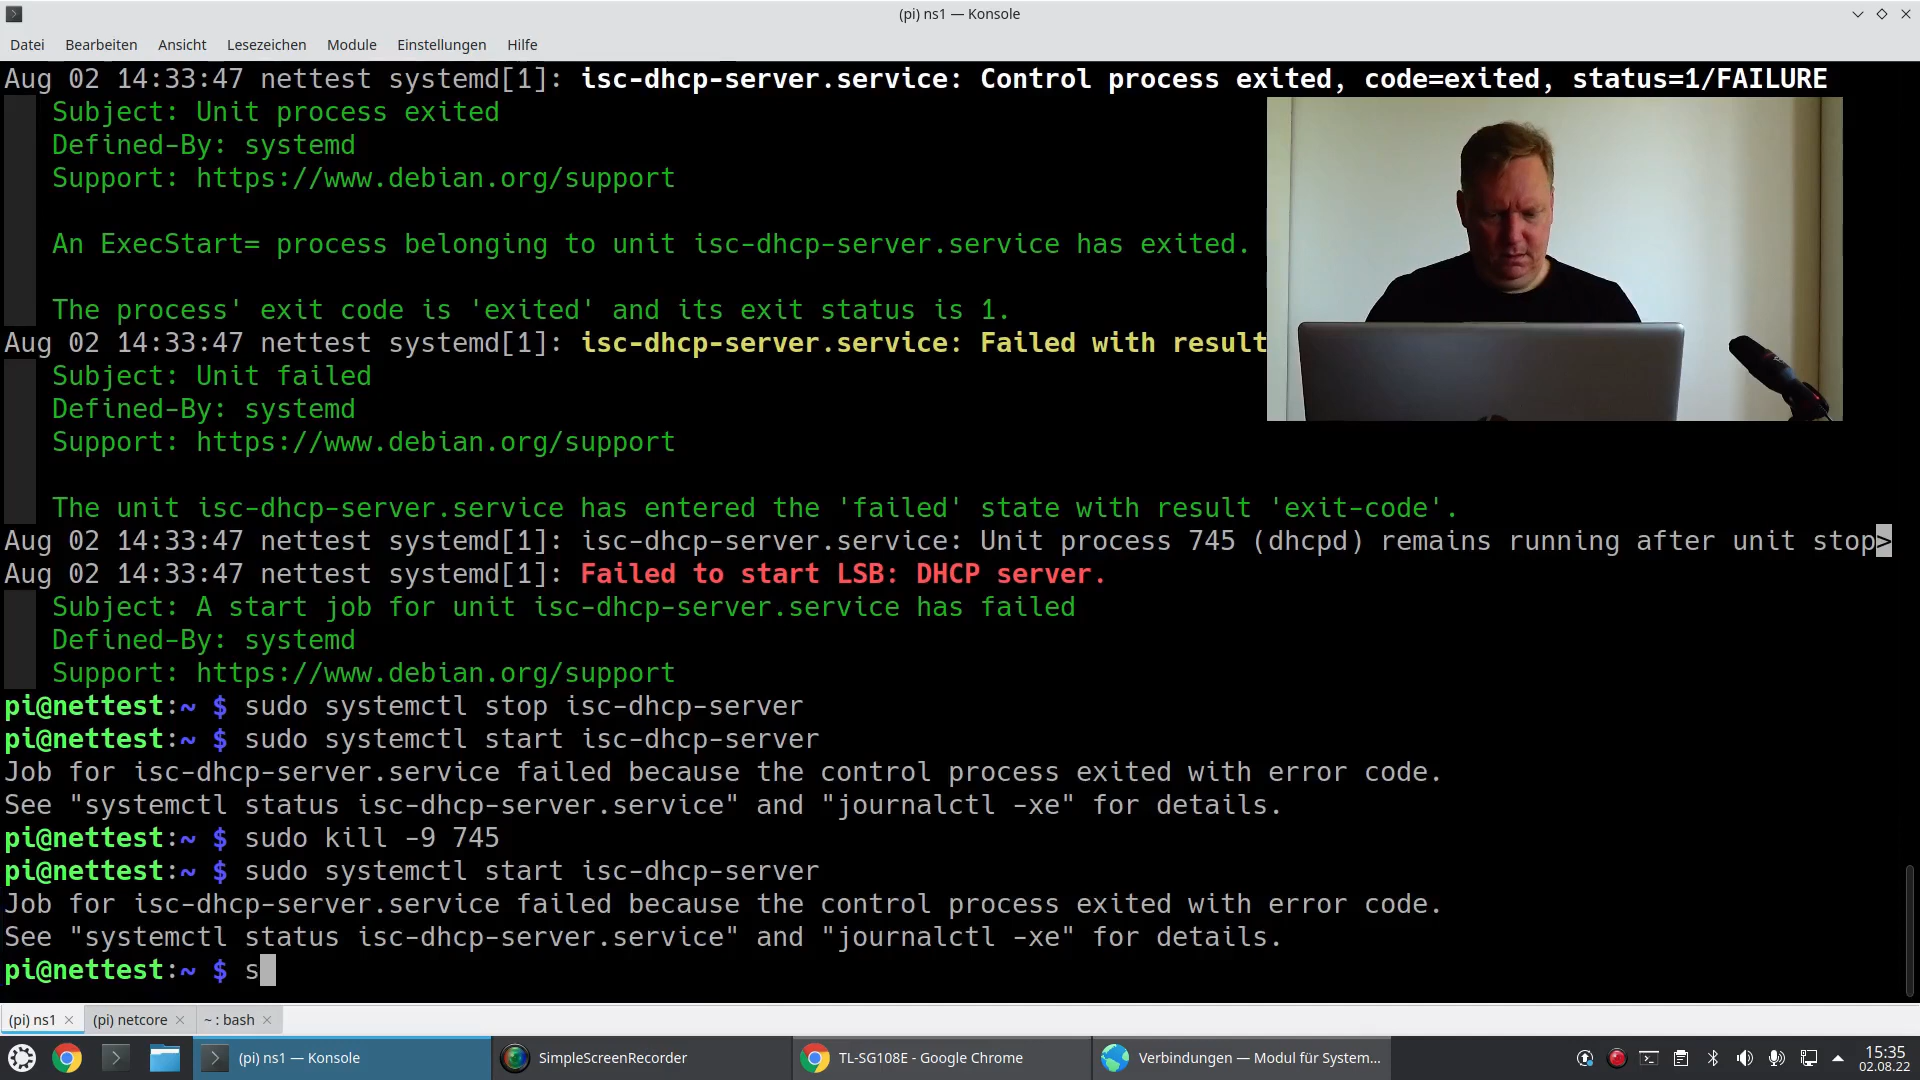 (pi) ns1 — Konsole
Datei Bearbeiten Ansicht Lesezeichen Module Einstellungen Hilfe
Aug 02 14:33:47 nettest systemd[1]: isc-dhcp-server.service: Control process exited, code=exited, status=1/FAILURE
Subject: Unit process exited
Defined-By: systemd
Support: https://www.debian.org/support
An ExecStart= process belonging to unit isc-dhcp-server.service has exited.
The process' exit code is 'exited' and its exit status is 1.
Aug 02 14:33:47 nettest systemd[1]: isc-dhcp-server.service: Failed with result
Subject: Unit failed
Defined-By: systemd
Support: https://www.debian.org/support
The unit isc-dhcp-server.service has entered the 'failed' state with result 'exit-code'.
Aug 02 14:33:47 nettest systemd[1]: isc-dhcp-server.service: Unit process 745 (dhcpd) remains running after unit stop>
Aug 02 14:33:47 nettest systemd[1]: Failed to start LSB: DHCP server.
Subject: A start job for unit isc-dhcp-server.service has failed
Defined-By: systemd
Support: https://www.debian.org/support
pi@nettest:~ $ sudo systemctl stop isc-dhcp-server
pi@nettest:~ $ sudo systemctl start isc-dhcp-server
Job for isc-dhcp-server.service failed because the control process exited with error code.
See "systemctl status isc-dhcp-server.service" and "journalctl -xe" for details.
pi@nettest:~ $ sudo kill -9 745
pi@nettest:~ $ sudo systemctl start isc-dhcp-server
Job for isc-dhcp-server.service failed because the control process exited with error code.
See "systemctl status isc-dhcp-server.service" and "journalctl -xe" for details.
pi@nettest:~ $ s
(pi) ns1 (pi) netcore ~ : bash
(pi) ns1 — Konsole SimpleScreenRecorder TL-SG108E - Google Chrome Verbindungen — Modul für System... 15:35
02.08.22